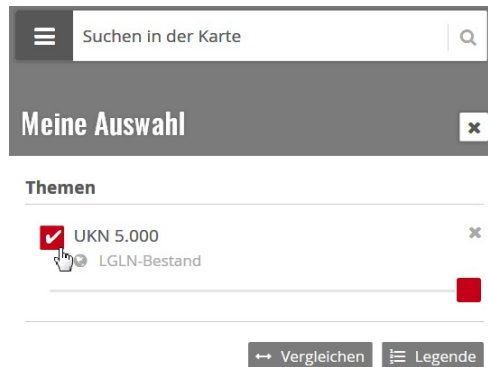 Suchen in der Karte
Meine Auswahl
Themen
UKN 5.000
LGLN-Bestand
Vergleichen
Legende